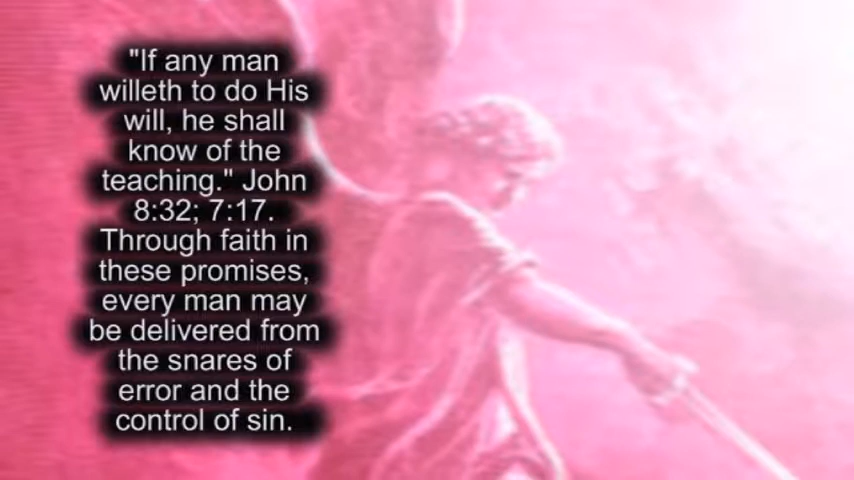 "If any man
willeth to do His
will, he shall
know of the
teaching." John
8:32; 7:17.
Through faith in
these promises,
every man may
be delivered from
the snares of
error and the
control of sin.